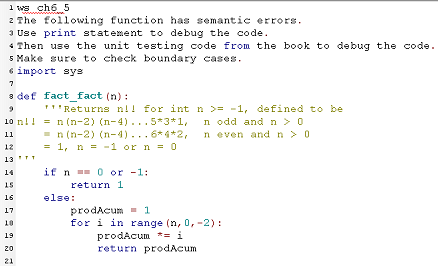 1 ws ch6 5
2 The following function has semantic errors.
3 Use print statement to debug the code.
4 Then use the unit testing code from the book to debug the code.
5 Make sure to check boundary cases.
6 import sys
7
8 def fact_fact(n):
9 '''Returns n!! for int n >= -1, defined to be
10 n!! = n(n-2)(n-4)...5*3*1, n odd and n > 0
11 = n(n-2)(n-4)...6*4*2, n even and n > 0
12 = 1, n = -1 or n = 0
13 '''
14 if n == 0 or -1:
15 return 1
16 else:
17 prodAcum = 1
18 for i in range(n,0,-2):
19 prodAcum *= i
20 return prodAcum
21